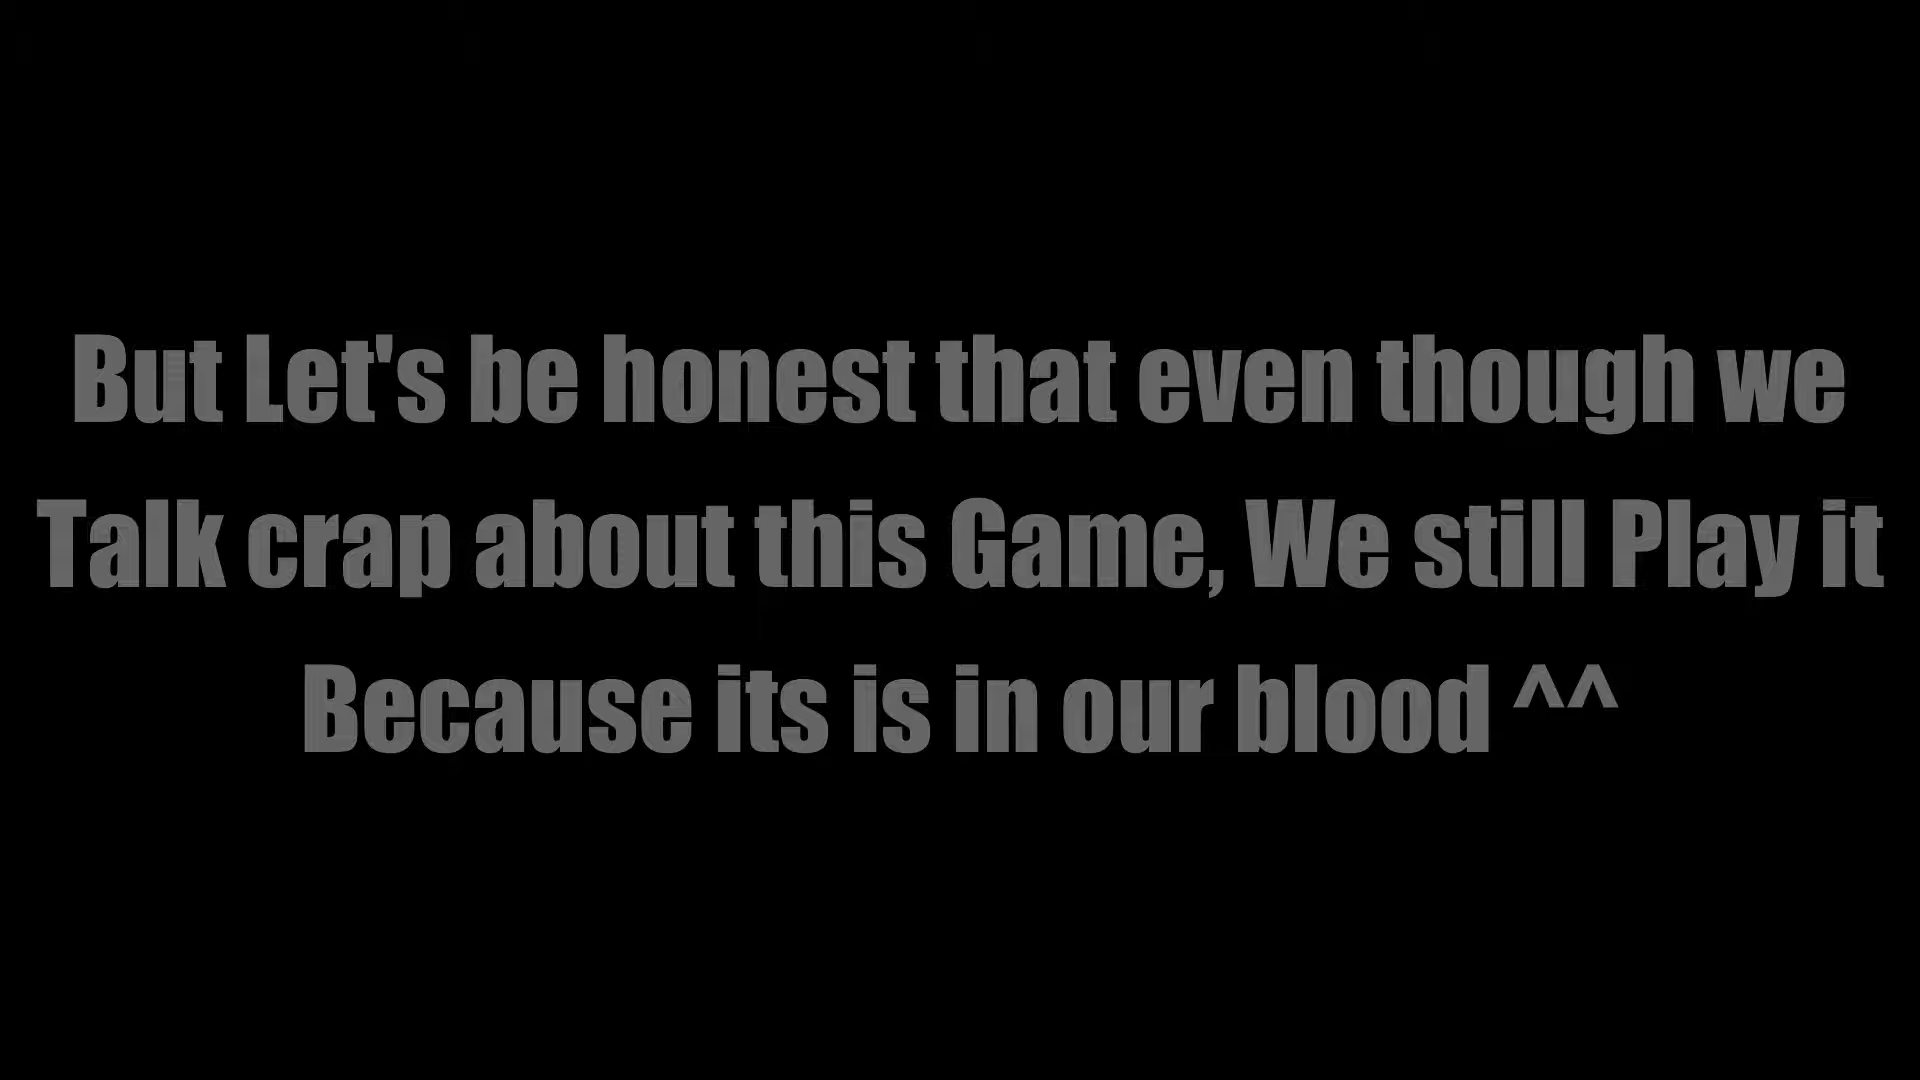 But Let's be honest that even though we
Talk crap about this Game, We still Play it
Because its is in our blood ^^